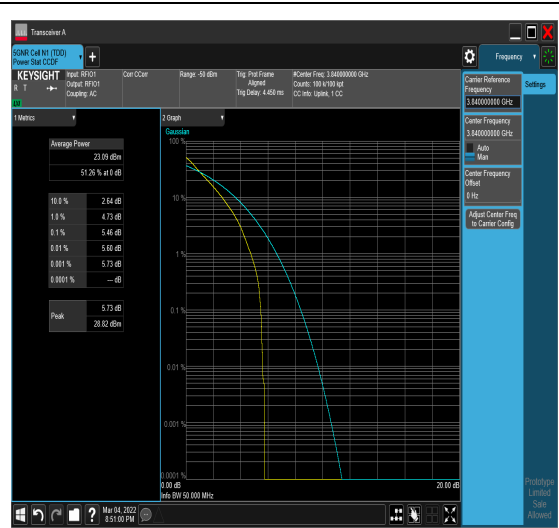 Transceiver A
5GNR Cell N1 (TDD)
Power Stat CCDF
Frequency
KEYSIGHT
R T
LXI
Input: RFIO1
Output: RFIO1
Coupling: AC
Corr CCorr
Range: -50 dBm
Trig: Prot Frame
Aligned
Trig Delay: 4.450 ms
#Center Freq: 3.840000000 GHz
Counts: 100 k/100 kpt
CC Info: Uplink, 1 CC
1 Metrics
Average Power
23.09 dBm
51.26 % at 0 dB
10.0 % 2.64 dB
1.0 % 4.73 dB
0.1 % 5.46 dB
0.01 % 5.60 dB
0.001 % 5.73 dB
0.0001 % --- dB
Peak
5.73 dB
28.82 dBm
2 Graph
Gaussian
100 %
10 %
1 %
0.1 %
0.01 %
0.001 %
0.0001 %
0.00 dB
20.00 dB
Info BW 50.000 MHz
Carrier Reference
Frequency
3.840000000 GHz
Center Frequency
3.840000000 GHz
Auto
Man
Center Frequency
Offset
0 Hz
Adjust Center Freq
to Carrier Config
Settings
Prototype
Limited
Sale
Allowed
Mar 04, 2022
8:51:00 PM